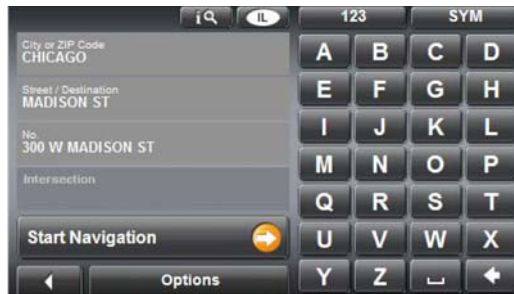 i IL 123 SYM
City or ZIP Code
CHICAGO
Street / Destination
MADISON ST
No.
300 W MADISON ST
Intersection
Start Navigation
Options
A B C D
E F G H
I J K L
M N O P
Q R S T
U V W X
Y Z